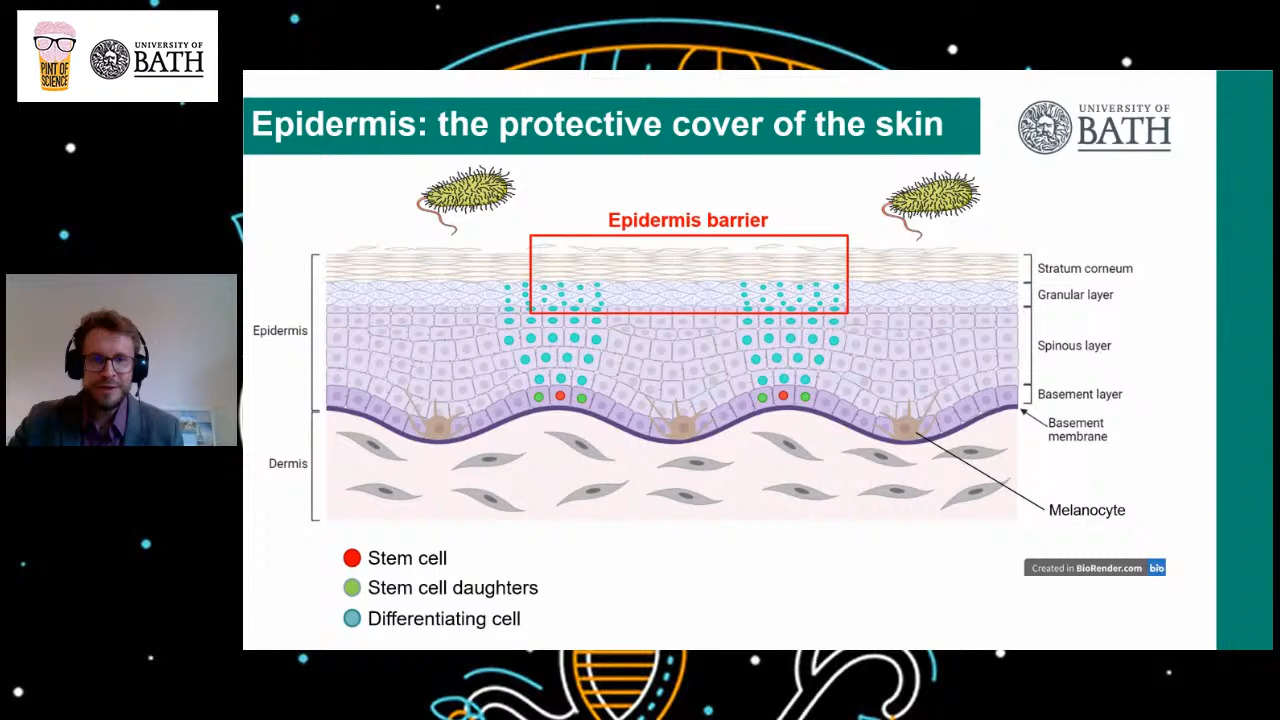 PINT OF
SCIENCE
UNIVERSITY OF
BATH
Epidermis: the protective cover of the skin
UNIVERSITY OF
BATH
Epidermis barrier
Stratum corneum
Granular layer
Epidermis
Spinous layer
Basement layer
Basement
membrane
Dermis
Melanocyte
Stem cell
Stem cell daughters
Differentiating cell
Created in BioRender.com bio